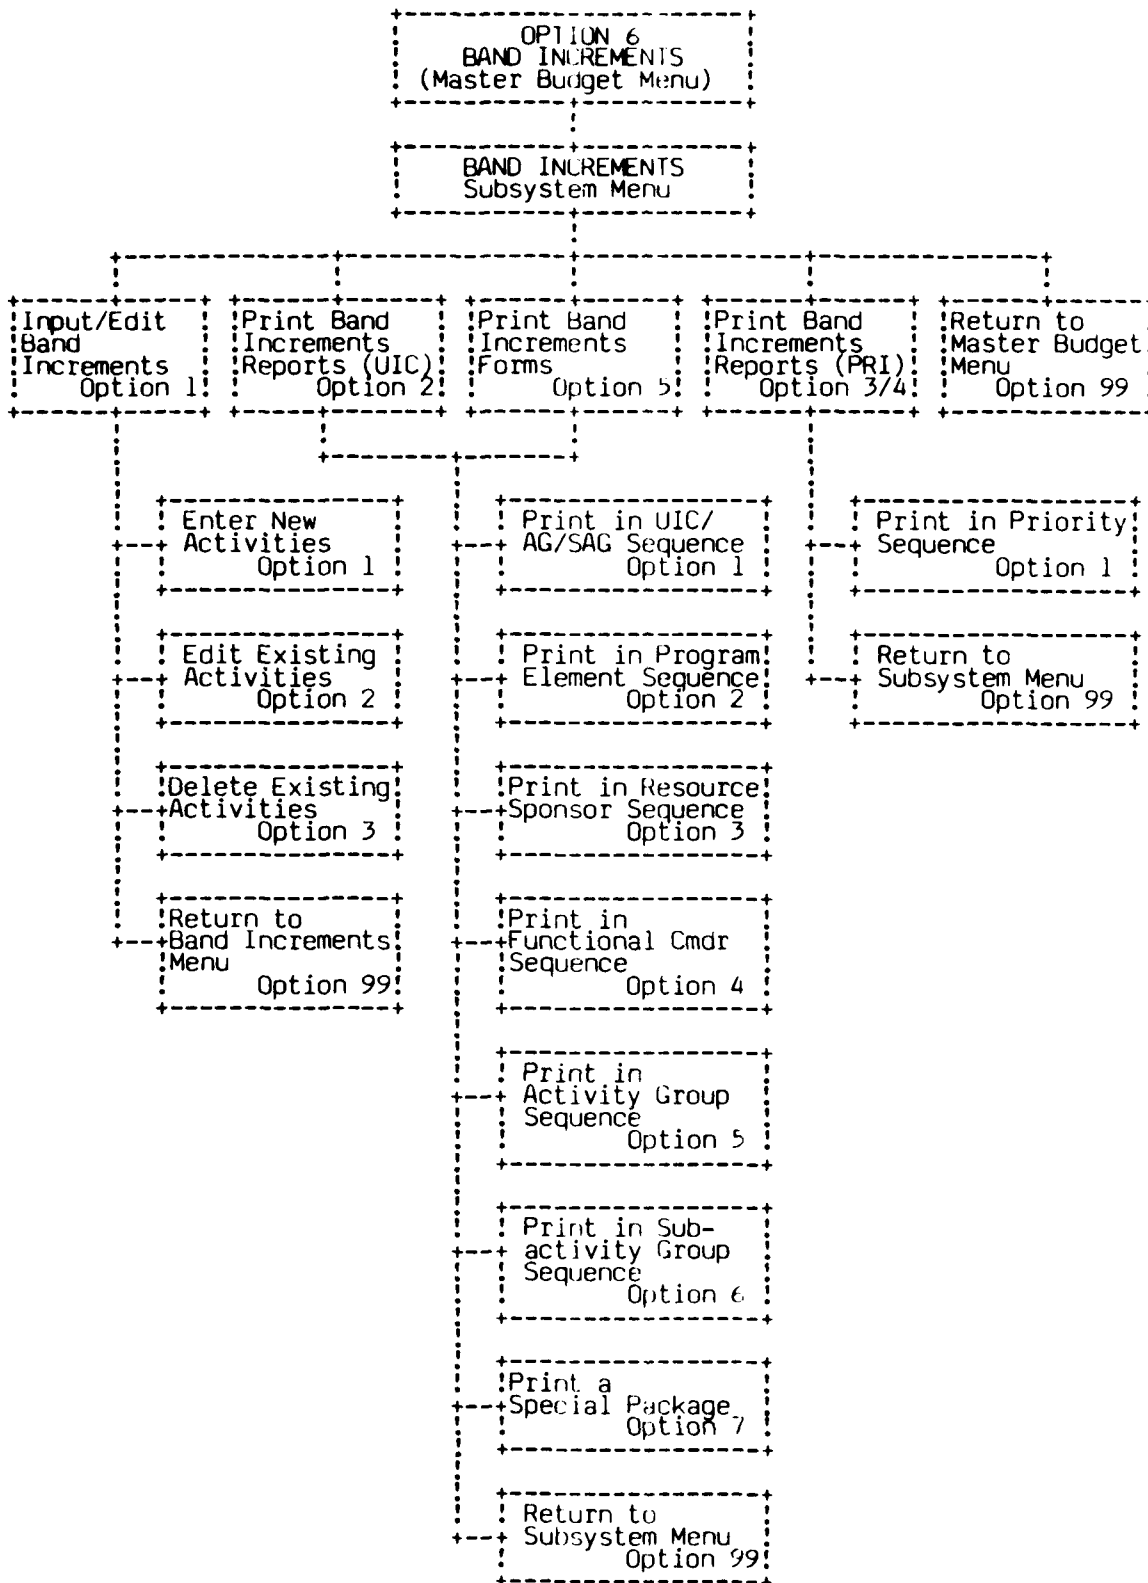 OPTION 6
BAND INCREMENTS
(Master Budget Menu)
BAND INCREMENTS
Subsystem Menu
Input/Edit
Band
Increments
Option 1
Print Band
Increments
Reports (UIC)
Option 2
Print Band
Increments
Forms
Option 5
Print Band
Increments
Reports (PRI)
Option 3/4
Return to
Master Budget
Menu
Option 99
Enter New
Activities
Option 1
Edit Existing
Activities
Option 2
Delete Existing
Activities
Option 3
Return to
Band Increments
Menu
Option 99
Print in UIC/
AG/SAG Sequence
Option 1
Print in Program
Element Sequence
Option 2
Print in Resource
Sponsor Sequence
Option 3
Print in
Functional Cmdr
Sequence
Option 4
Print in
Activity Group
Sequence
Option 5
Print in Sub-
activity Group
Sequence
Option 6
Print a
Special Package
Option 7
Return to
Subsystem Menu
Option 99
Print in Priority
Sequence
Option 1
Return to
Subsystem Menu
Option 99